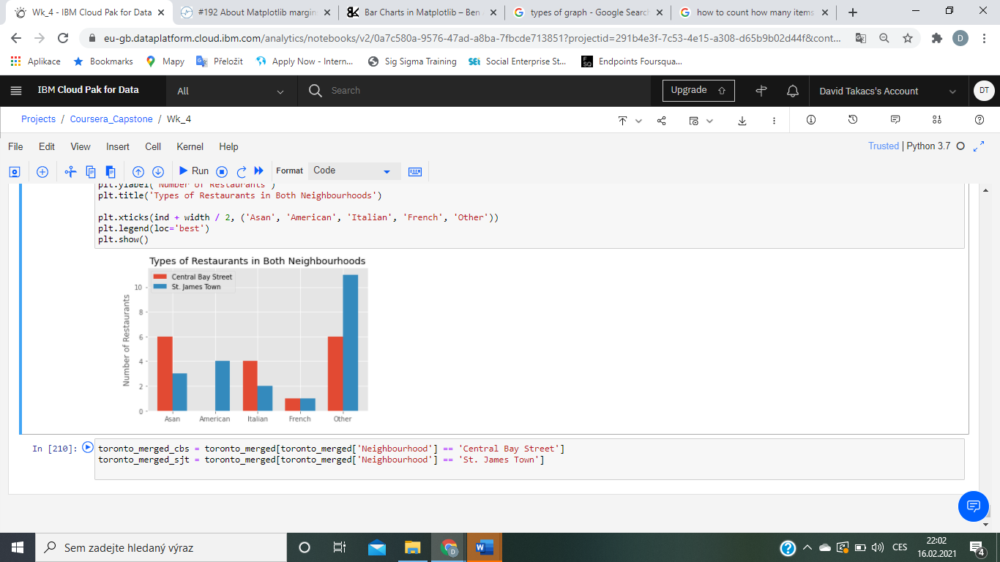 Wk_4 - IBM Cloud Pak for Data
#192 About Matplotlib margin
Bar Charts in Matplotlib – Ben
types of graph - Google Search
how to count how many items
eu-gb.dataplatform.cloud.ibm.com/analytics/notebooks/v2/0a7c580a-9576-47ad-a8ba-7fbcde713851?projectid=291b4e3f-7c53-4e15-a308-d65b9b02d44f&cont...
D
Aplikace
Bookmarks
Mapy
Přeložit
Apply Now - Intern...
Sig Sigma Training
SEi Social Enterprise St...
FSQ Endpoints Foursqua...
IBM Cloud Pak for Data
All
Search
Upgrade
David Takacs's Account
DT
Projects / Coursera_Capstone / Wk_4
File Edit View Insert Cell Kernel Help
Trusted | Python 3.7
Run
Format
Code
plt.ylabel('Number of Restaurants')
plt.title('Types of Restaurants in Both Neighbourhoods')
plt.xticks(ind + width / 2, ('Asan', 'American', 'Italian', 'French', 'Other'))
plt.legend(loc='best')
plt.show()
Types of Restaurants in Both Neighbourhoods
Central Bay Street
St. James Town
Number of Restaurants
10
8
6
4
2
0
Asan American Italian French Other
In [210]:
toronto_merged_cbs = toronto_merged[toronto_merged['Neighbourhood'] == 'Central Bay Street']
toronto_merged_sjt = toronto_merged[toronto_merged['Neighbourhood'] == 'St. James Town']
Sem zadejte hledaný výraz
D
W
CES
22:02
16.02.2021
4